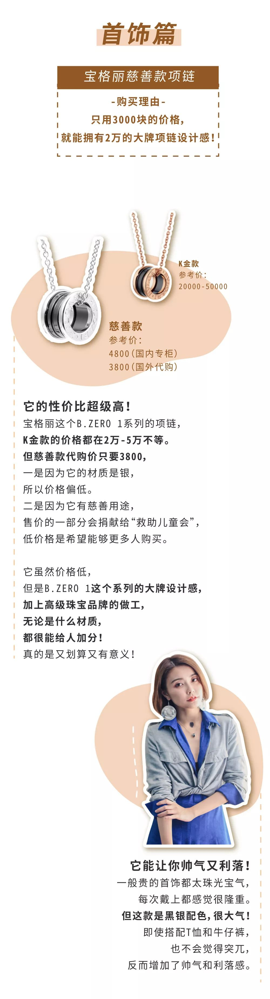 首饰篇
宝格丽慈善款项链
-购买理由-
只用3000块的价格，
就能拥有2万的大牌项链设计感！
K金款
参考价：
20000-50000
慈善款
参考价：
4800（国内专柜）
3800（国外代购）
它的性价比超级高！
宝格丽这个B.ZERO 1系列的项链，
K金款的价格都在2万-5万不等。
但慈善款代购价只要3800，
一是因为它的材质是银，
所以价格偏低。
二是因为它有慈善用途，
售价的一部分会捐献给“救助儿童会”，
低价格是希望能够更多人购买。
它虽然价格低，
但是B.ZERO 1这个系列的大牌设计感，
加上高级珠宝品牌的做工，
无论是什么材质，
都很能给人加分！
真的是又划算又有意义！
它能让你帅气又利落！
一般贵的首饰都太珠光宝气，
每次戴上都感觉很隆重。
但这款是黑银配色，很大气！
即使搭配T恤和牛仔裤，
也不会觉得突兀，
反而增加了帅气和利落感。